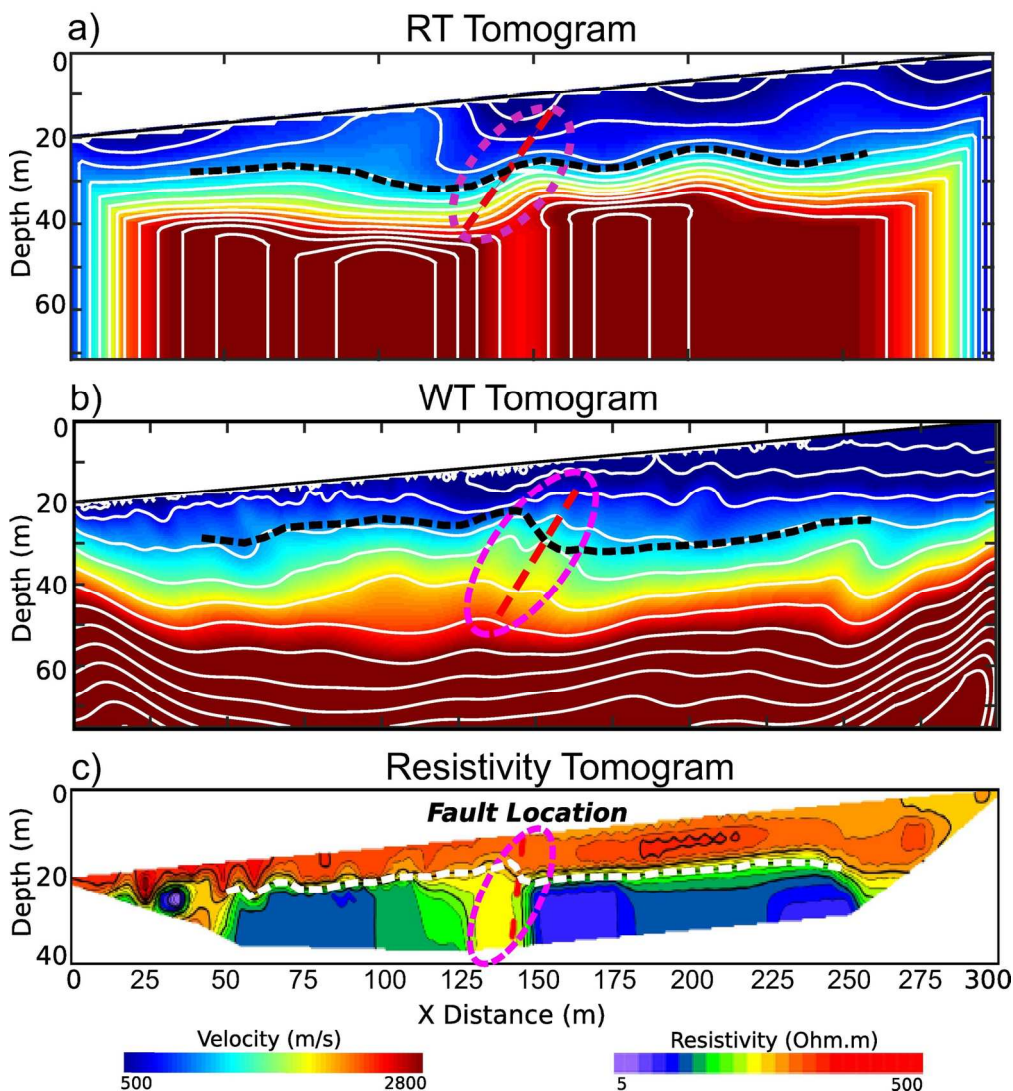 a) RT Tomogram
0
20
40
60
Depth (m)
b) WT Tomogram
0
20
40
60
Depth (m)
c) Resistivity Tomogram
Fault Location
0
20
40
Depth (m)
0 25 50 75 100 125 150 175 200 225 250 275 300
X Distance (m)
Velocity (m/s) Resistivity (Ohm.m)
500 2800 5 500